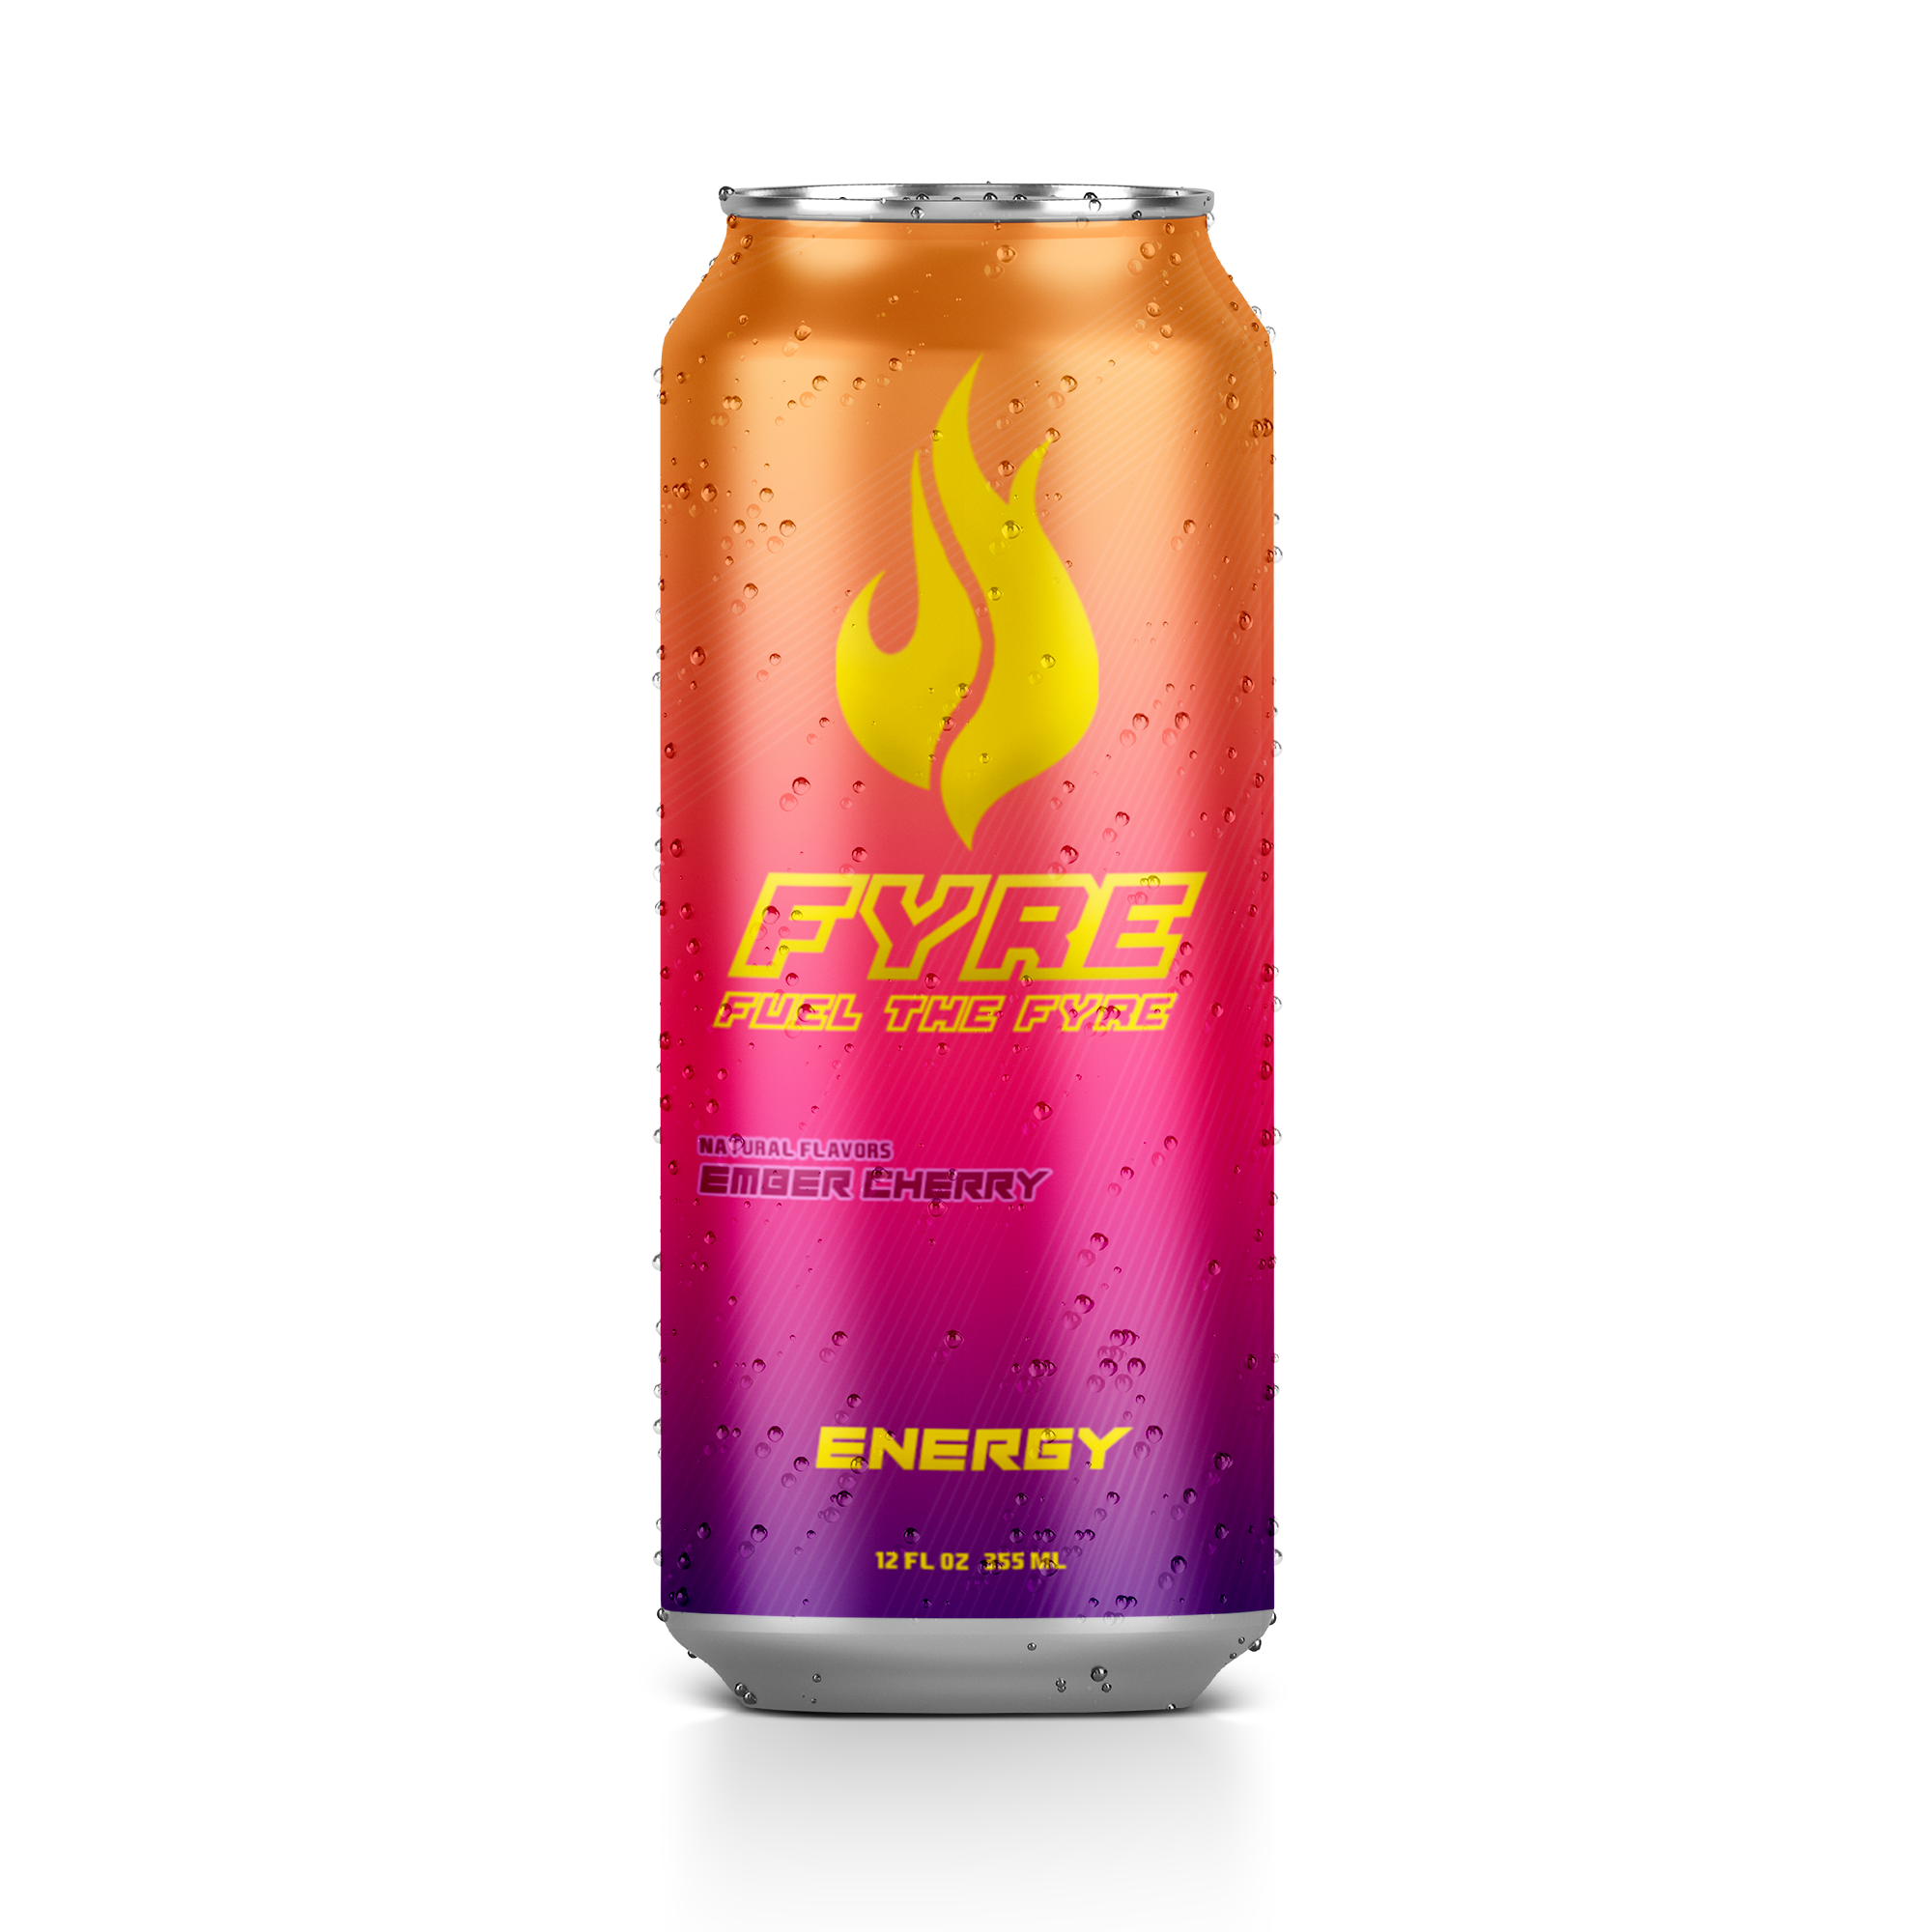 FYRE
FUEL THE FYRE
NATURAL FLAVORS
EMBER CHERRY
ENERGY
12 FL OZ 355 ML